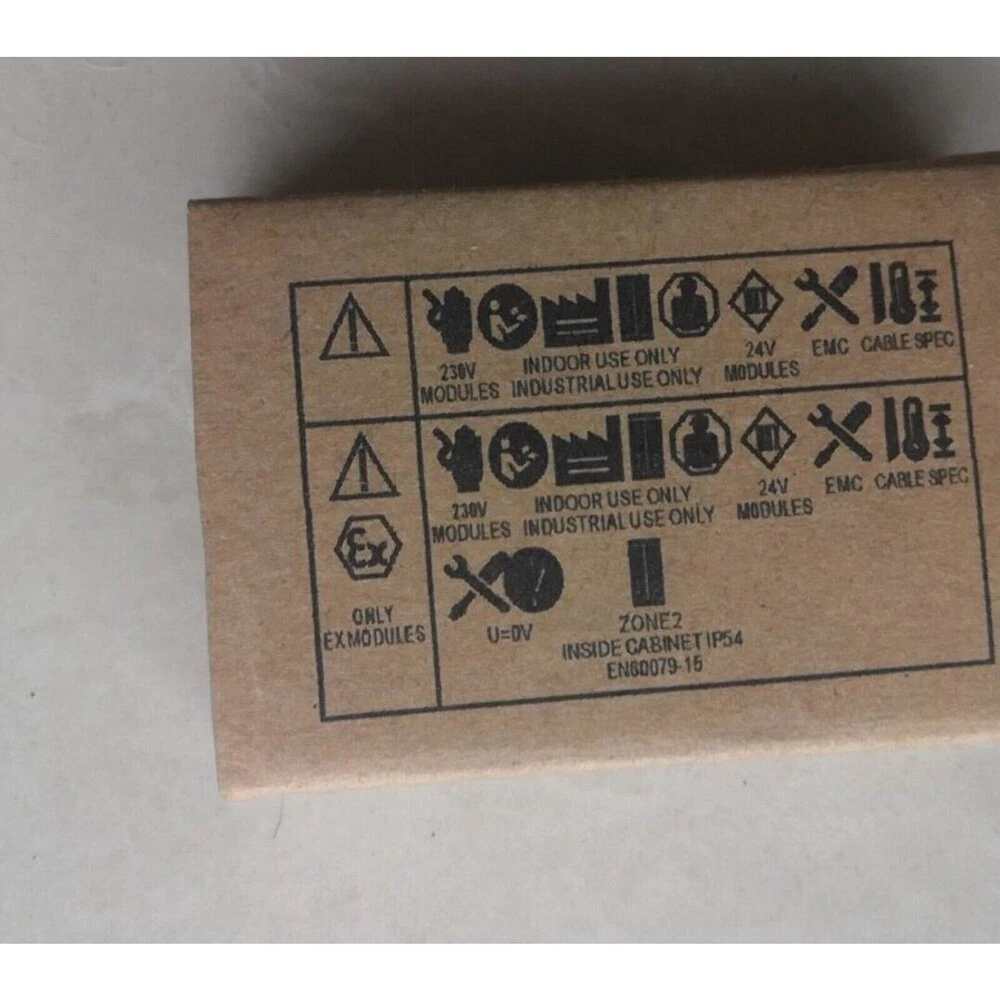 230V
MODULES
INDOOR USE ONLY
INDUSTRIAL USE ONLY
24V
MODULES
EMC
CABLE SPEC
Ex
ONLY
EX MODULES
230V
MODULES
INDOOR USE ONLY
INDUSTRIAL USE ONLY
24V
MODULES
EMC
CABLE SPEC
U=0V
ZONE2
INSIDE CABINET IP54
EN60079-15